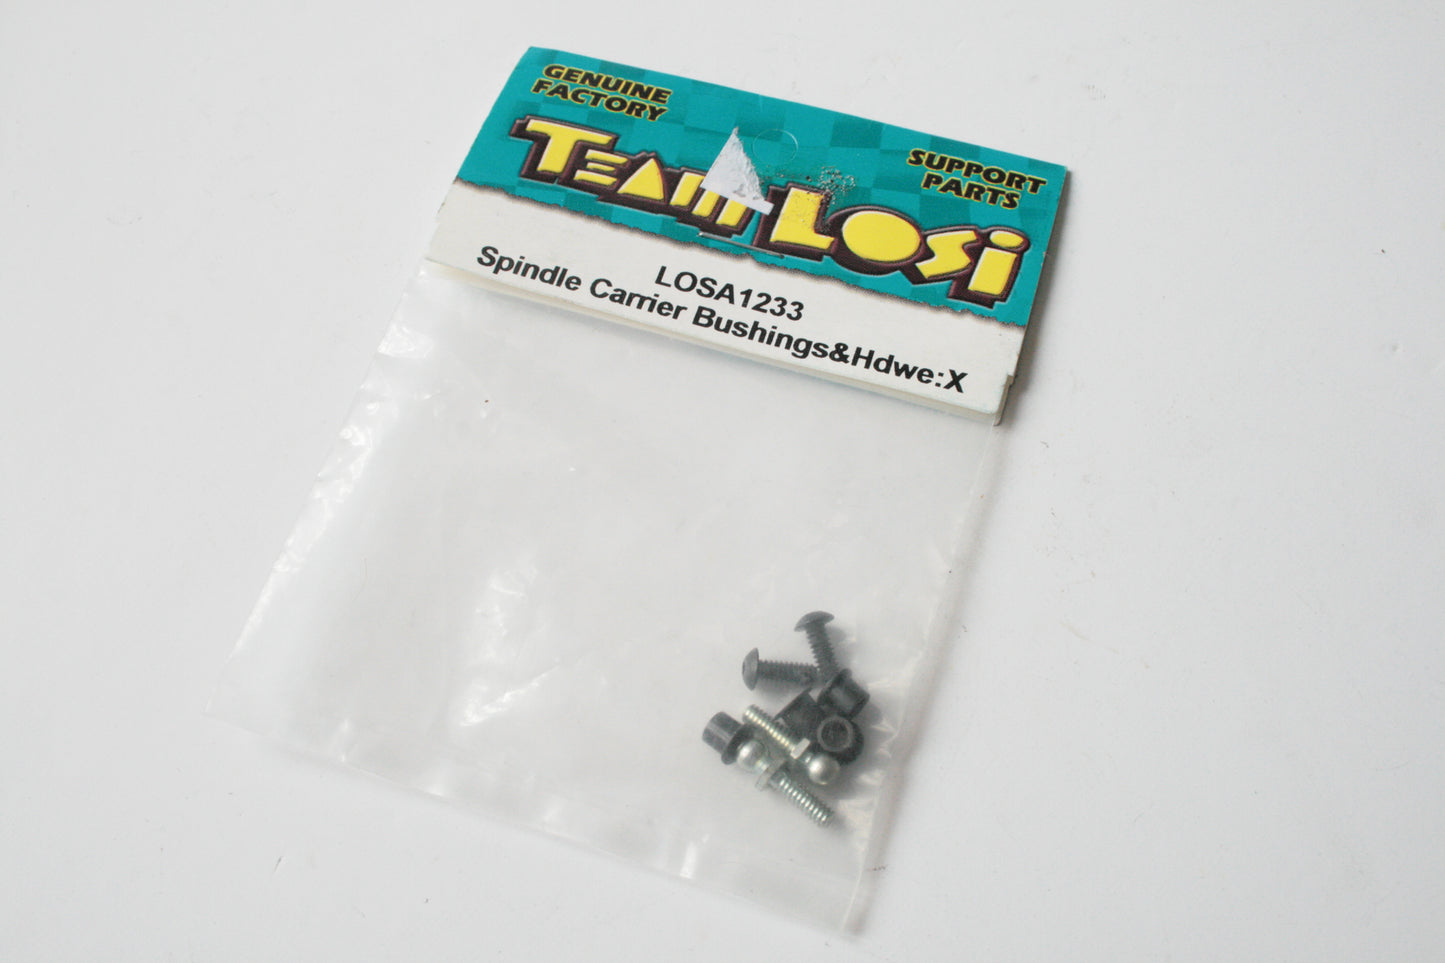 GENUINE
FACTORY
TEAM LOSI
SUPPORT
PARTS
LOSA1233
Spindle Carrier Bushings&Hdwe:X